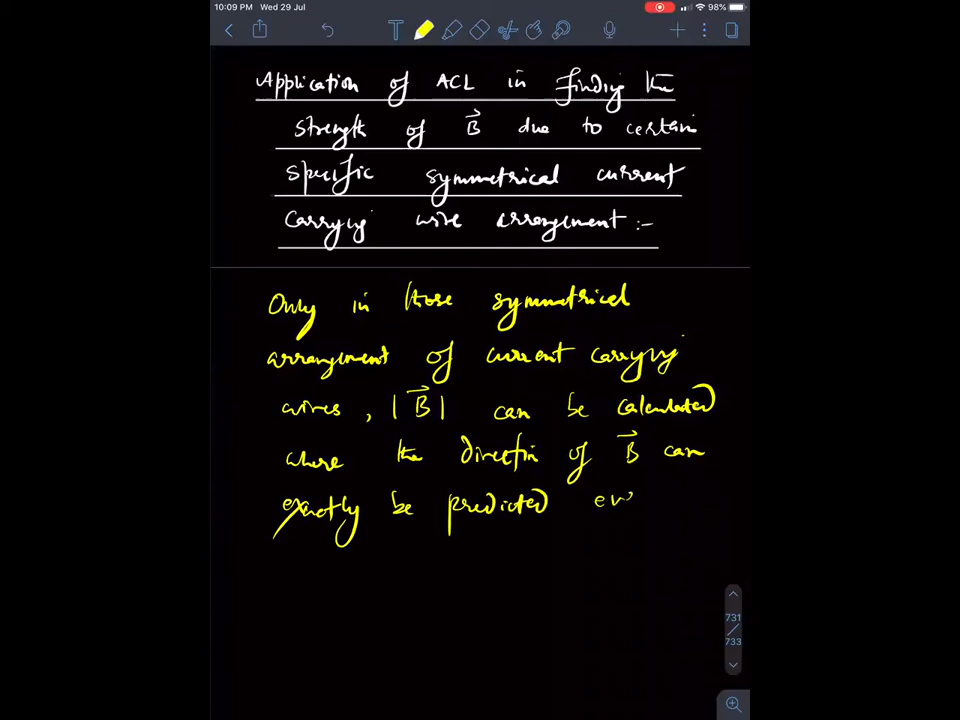 10:09 PM Wed 29 Jul 98%
Application of ACL in finding the
strength of B⃗ due to certain
specific symmetrical current
carrying wire arrangement :-
Only in those symmetrical
arrangement of current carrying
wires, |B⃗| can be calculated
where the direction of B⃗ can
exactly be predicted ev
731
/
733